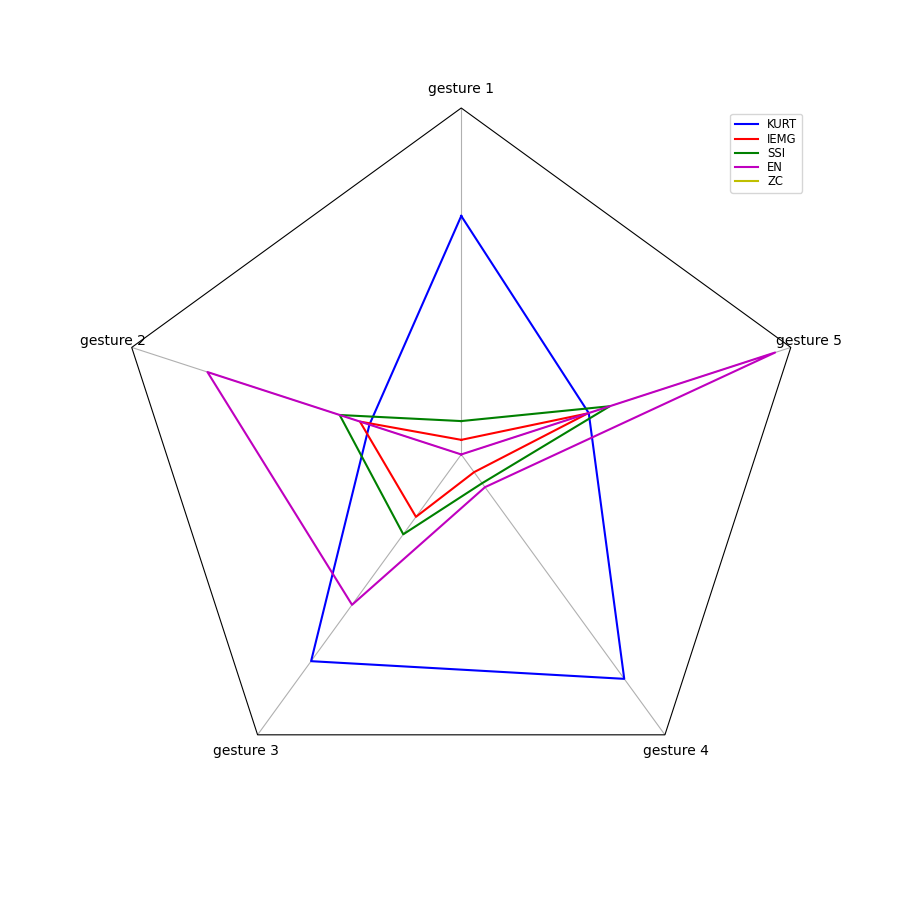 gesture 1
KURT
IEMG
SSI
EN
ZC
gesture 2
gesture 5
gesture 3
gesture 4